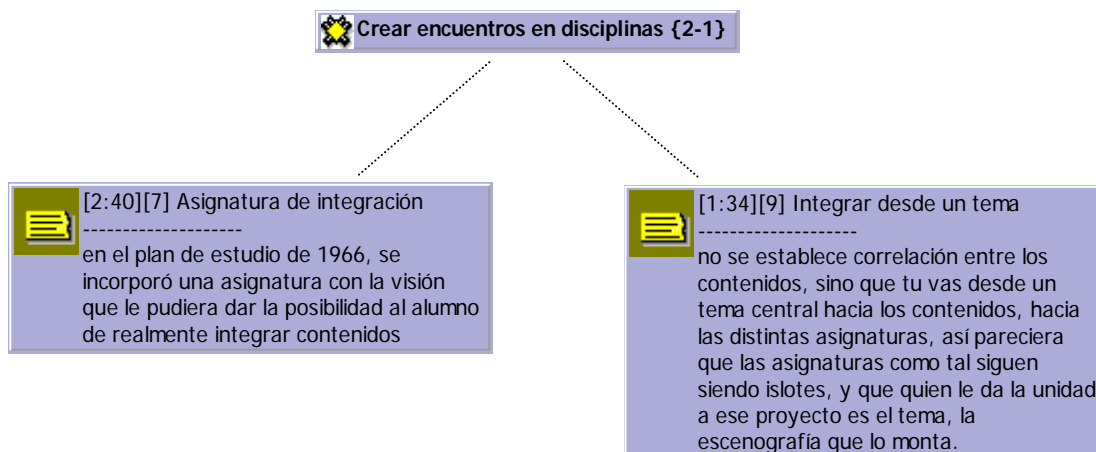 Crear encuentros en disciplinas {2-1}
[2:40][7] Asignatura de integración
--------------------
en el plan de estudio de 1966, se
incorporó una asignatura con la visión
que le pudiera dar la posibilidad al alumno
de realmente integrar contenidos
[1:34][9] Integrar desde un tema
--------------------
no se establece correlación entre los
contenidos, sino que tu vas desde un
tema central hacia los contenidos, hacia
las distintas asignaturas, así pareciera
que las asignaturas como tal siguen
siendo islotes, y que quien le da la unidad
a ese proyecto es el tema, la
escenografía que lo monta.